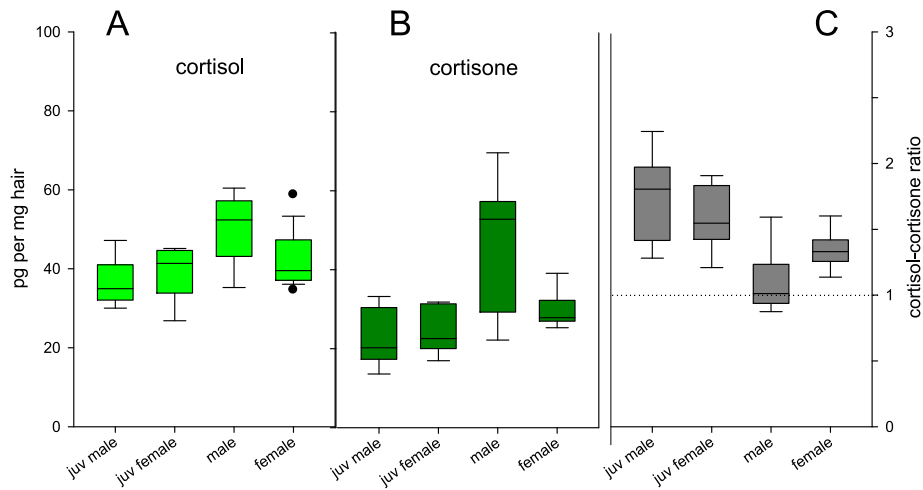 A
B
C
cortisol
cortisone
pg per mg hair
100
80
60
40
20
0
juv male
juv female
male
female
juv male
juv female
male
female
juv male
juv female
male
female
3
2
1
0
cortisol-cortisone ratio